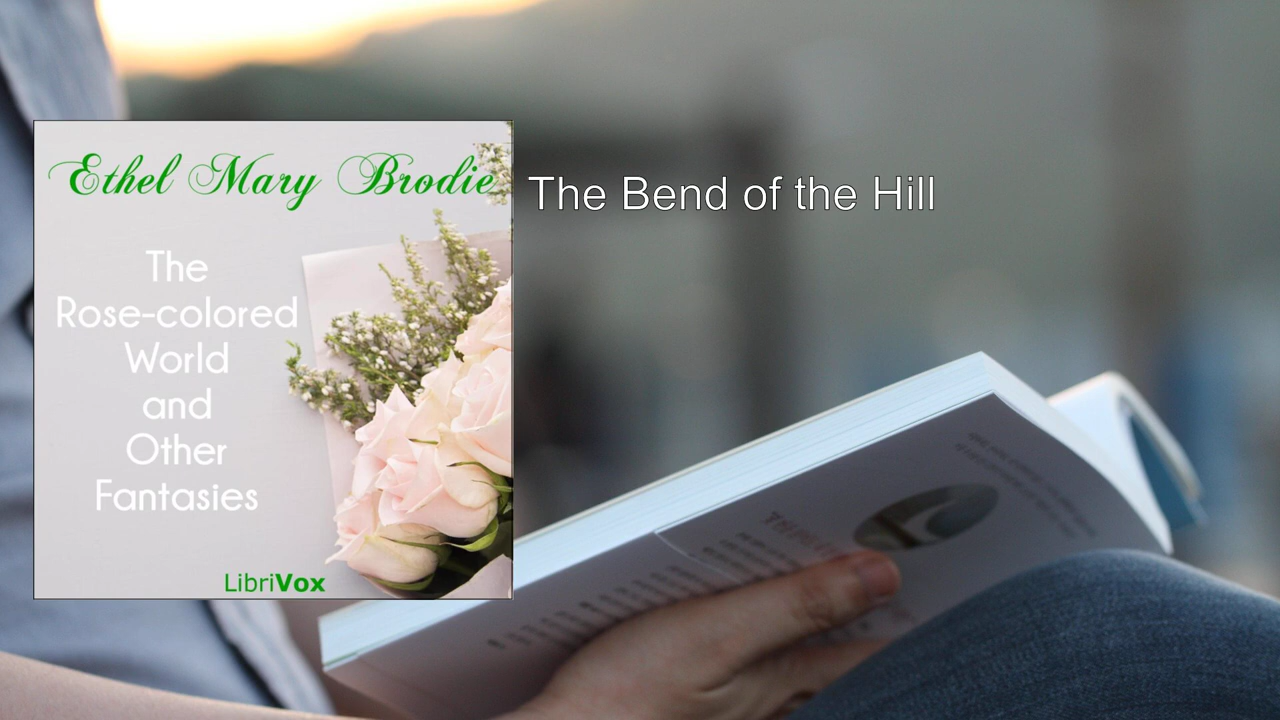 Ethel Mary Brodie
The
Rose-colored
World
and
Other
Fantasies
LibriVox
The Bend of the Hill